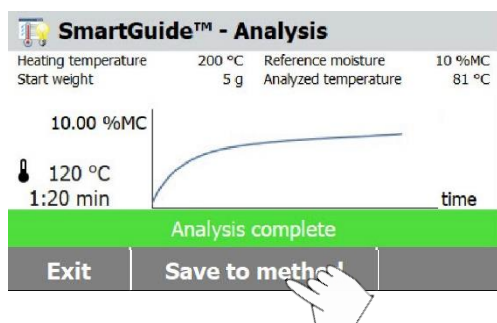 SmartGuide™ - Analysis
Heating temperature 200 °C Reference moisture 10 %MC
Start weight 5 g Analyzed temperature 81 °C
10.00 %MC
120 °C
1:20 min
time
Analysis complete
Exit Save to method